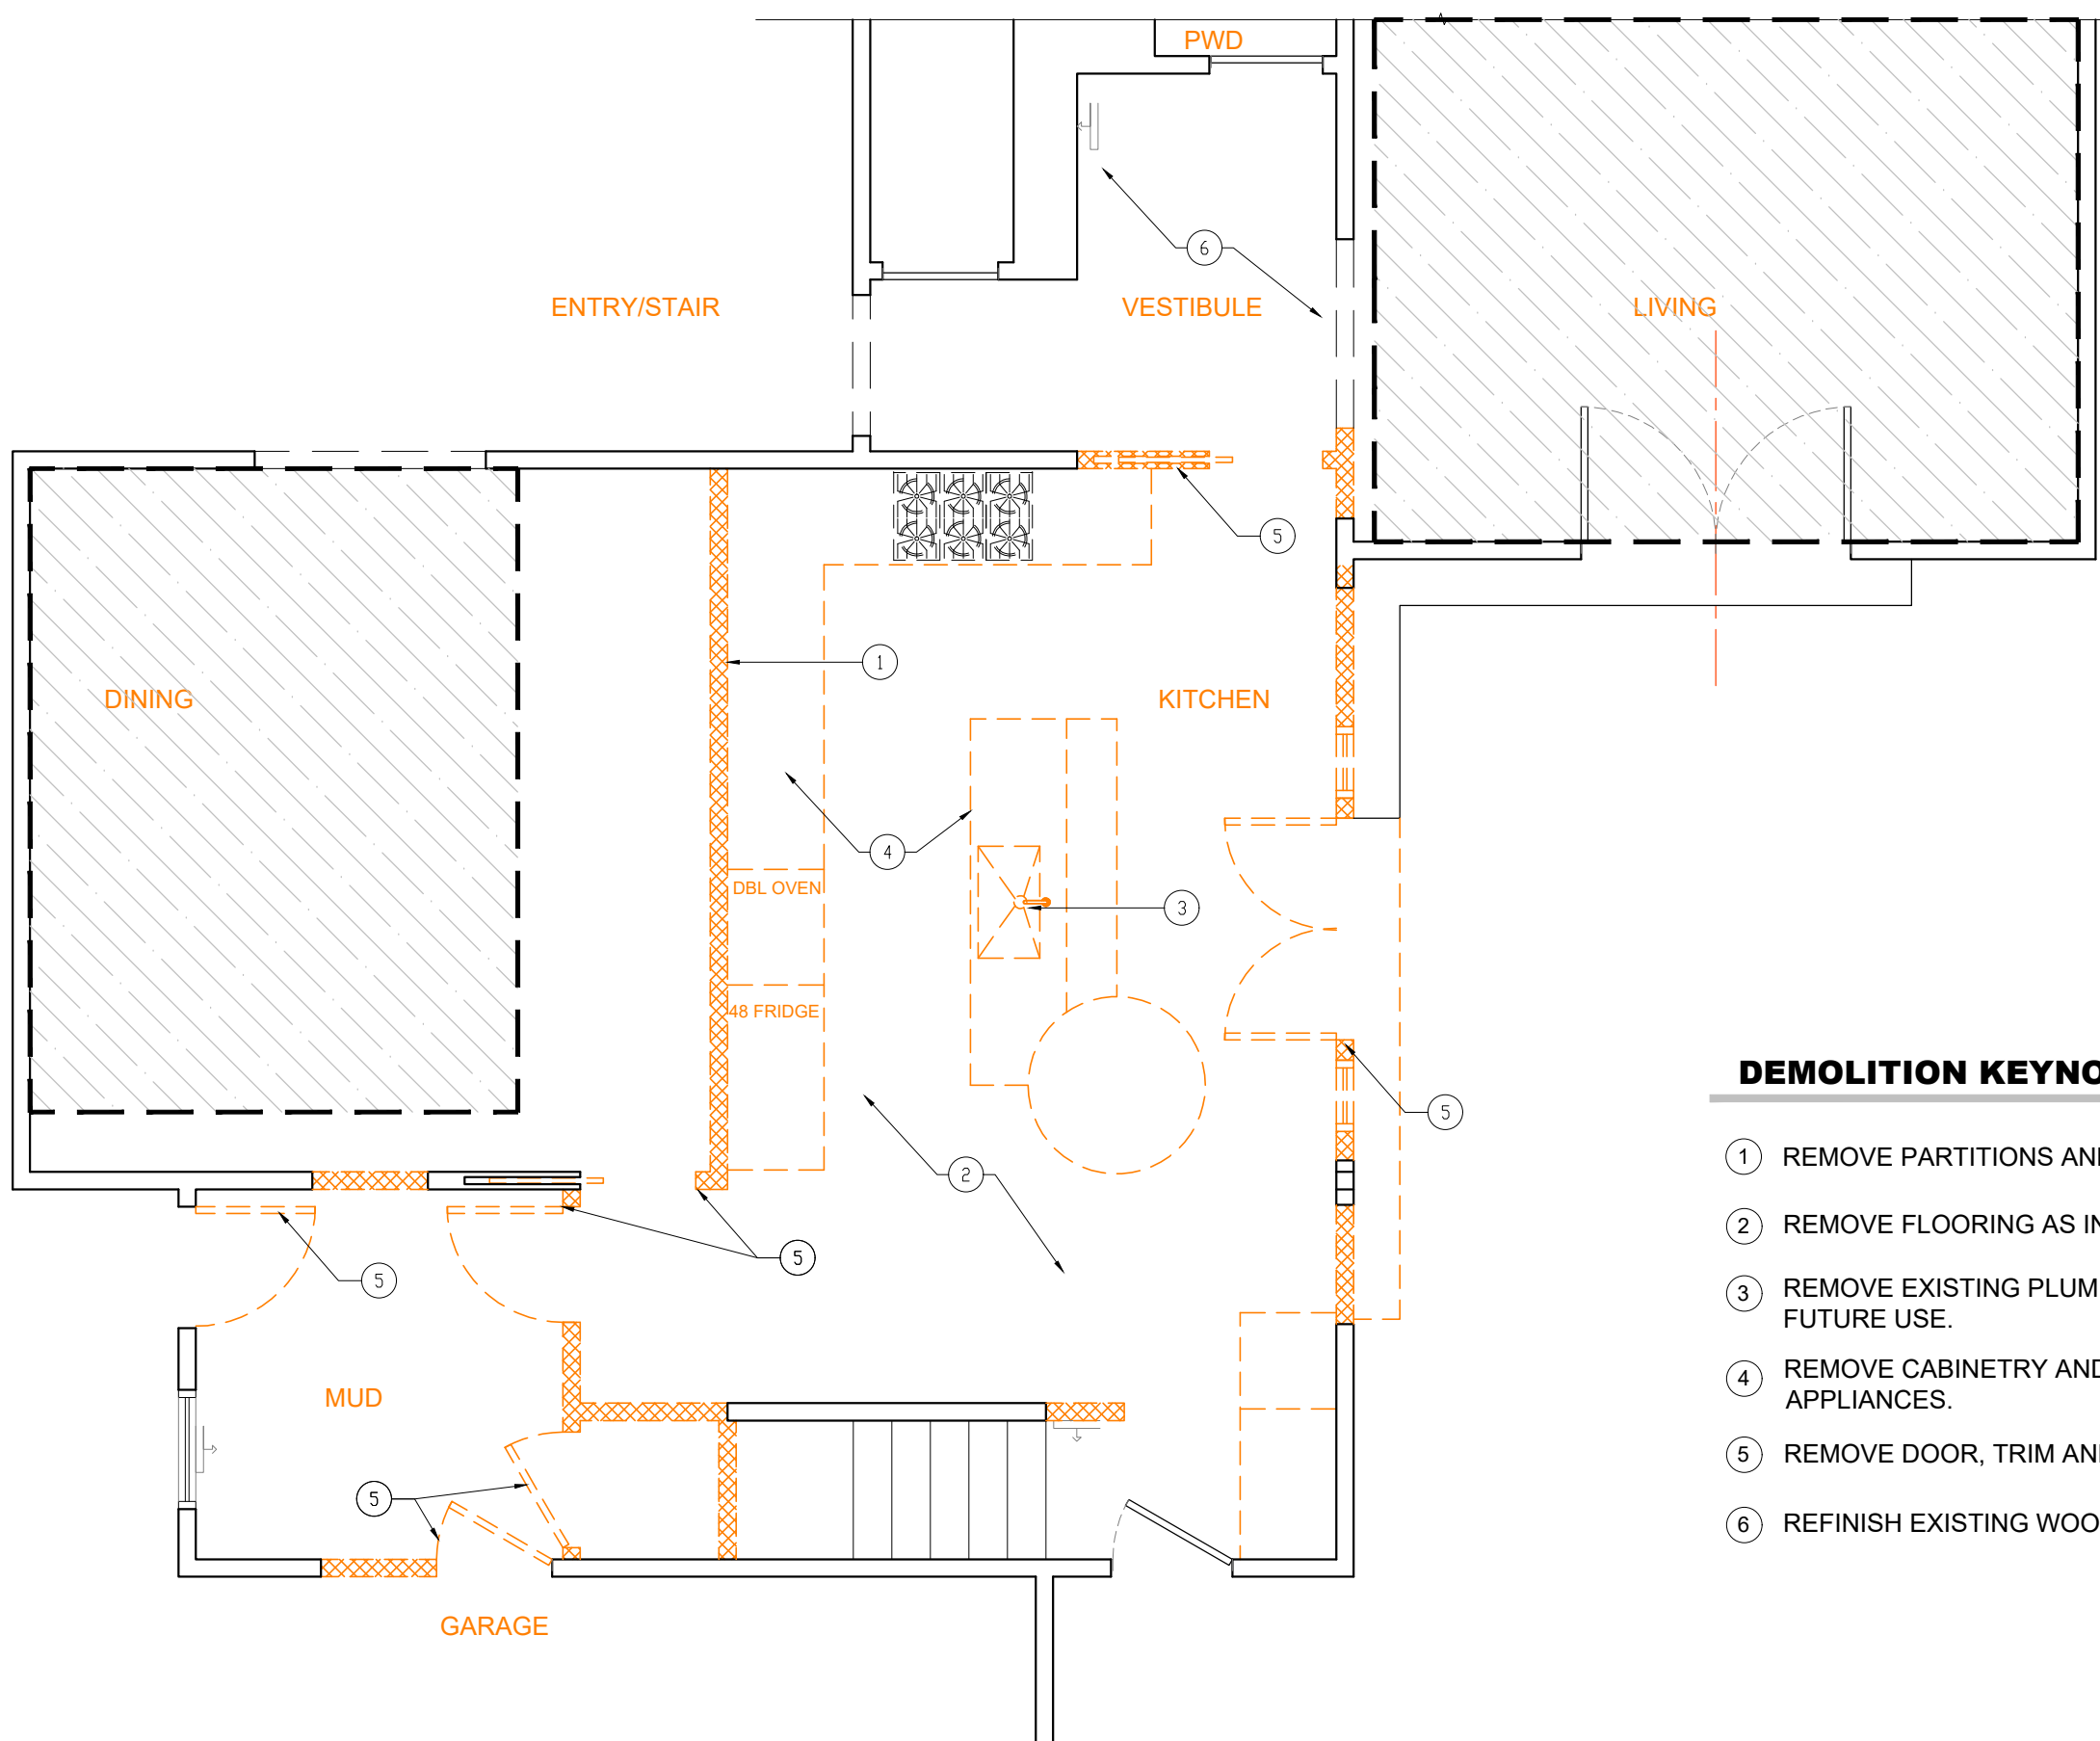 PWD
ENTRY/STAIR
VESTIBULE
LIVING
6
5
1
DINING
KITCHEN
4
DBL OVEN
3
48 FRIDGE
5
2
5
5
MUD
5
GARAGE
DEMOLITION KEYNO
1 REMOVE PARTITIONS AN
2 REMOVE FLOORING AS IN
3 REMOVE EXISTING PLUM
FUTURE USE.
4 REMOVE CABINETRY AND
APPLIANCES.
5 REMOVE DOOR, TRIM AN
6 REFINISH EXISTING WOO